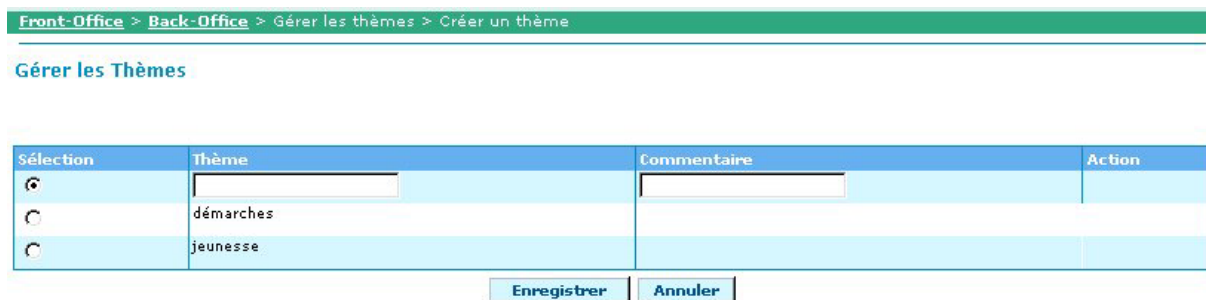 Front-Office > Back-Office > Gérer les thèmes > Créer un thème
Gérer les Thèmes
Sélection Thème Commentaire Action
démarches
jeunesse
Enregistrer Annuler